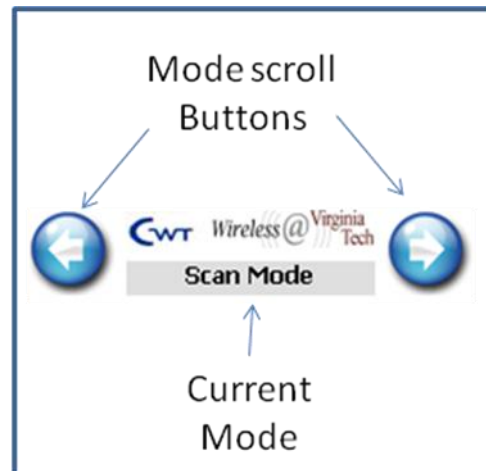 Mode scroll
Buttons
CWT Wireless@ Virginia
Tech
Scan Mode
Current
Mode